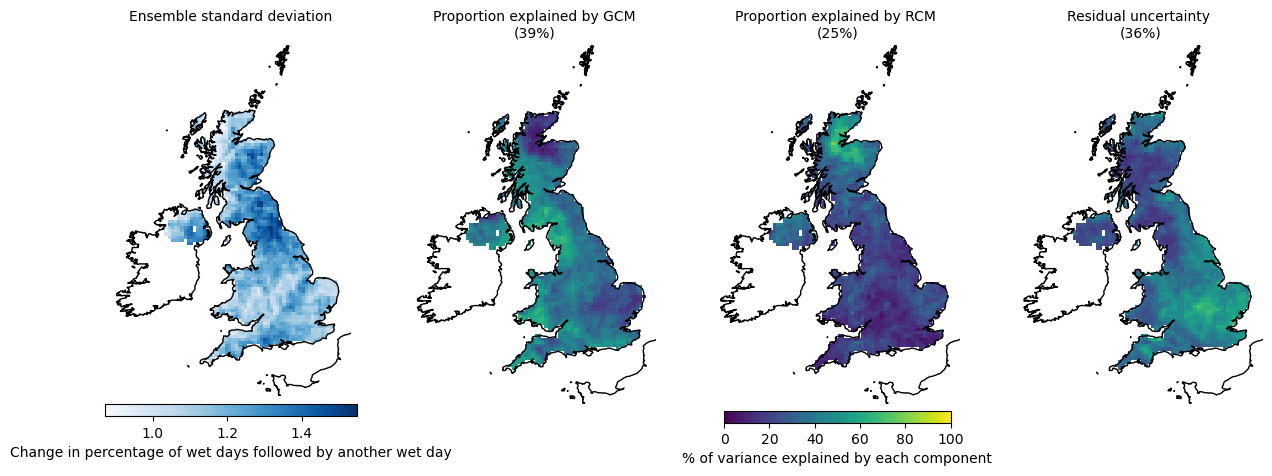 Ensemble standard deviation
Proportion explained by GCM
(39%)
Proportion explained by RCM
(25%)
Residual uncertainty
(36%)
1.0 1.2 1.4
Change in percentage of wet days followed by another wet day
0 20 40 60 80 100
% of variance explained by each component